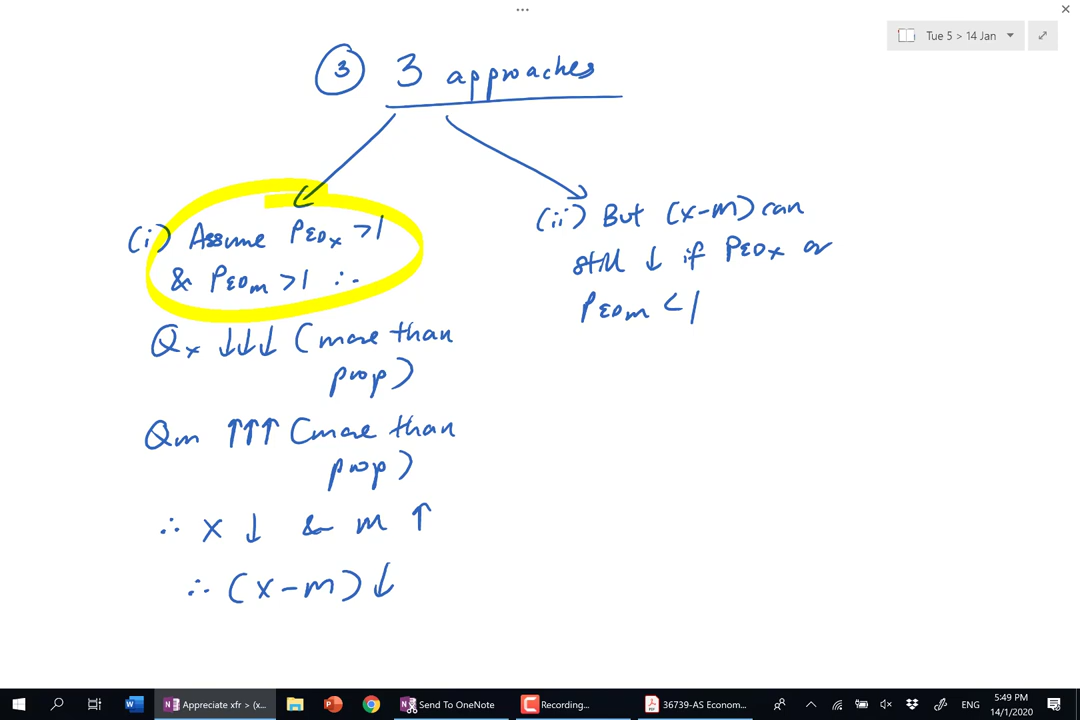 ...
Tue 5 > 14 Jan
③ 3 approaches
(i) Assume PEDx >1
& PEDm >1 ∴
Qx ↓↓↓ (more than
prop)
Qm ↑↑↑ (more than
prop)
∴ X ↓ & m ↑
∴ (x-m) ↓
(ii) But (x-m) can
still ↓ if PEDx or
PEDm < 1
Appreciate xfr > (x...
Send To OneNote
Recording...
36739-AS Econom...
ENG
5:49 PM
14/1/2020